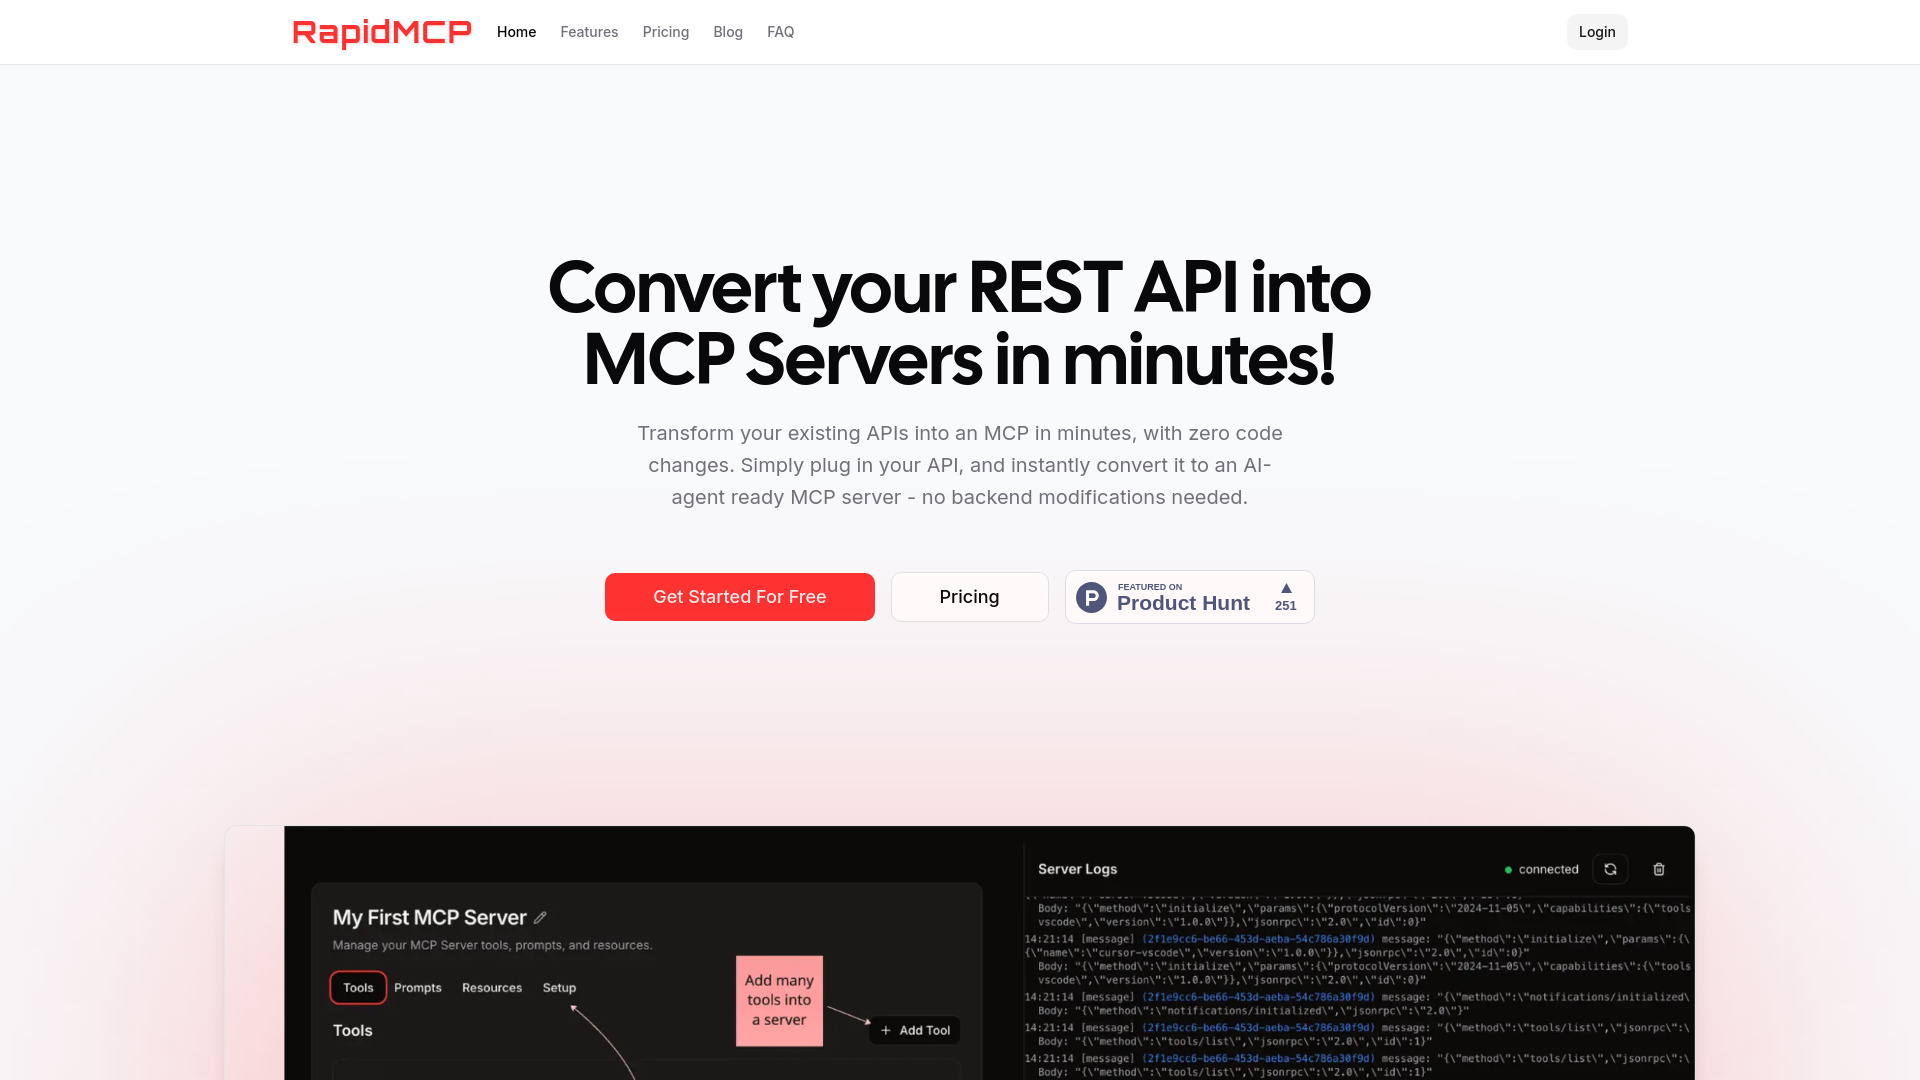 RapidMCP
Home
Features
Pricing
Blog
FAQ
Login
Convert your REST API into
MCP Servers in minutes!
Transform your existing APIs into an MCP in minutes, with zero code
changes. Simply plug in your API, and instantly convert it to an AI-
agent ready MCP server - no backend modifications needed.
Get Started For Free
Pricing
FEATURED ON
Product Hunt
251
My First MCP Server
Manage your MCP Server tools, prompts, and resources.
Tools
Prompts
Resources
Setup
Add many
tools into
a server
Tools
+ Add Tool
Server Logs
connected
Body: "{\"method\":\"initialize\",\"params\":{\"protocolVersion\":\"2024-11-05\",\"capabilities\":{\"tools
vscode\",\"version\":\"1.0.0\"}},\"jsonrpc\":\"2.0\",\"id\":0}"
14:21:14 [message] (2f1e9cc6-be66-453d-aeba-54c786a30f9d) message: "{\"method\":\"initialize\",\"params\":{\
{\"name\":\"cursor-vscode\",\"version\":\"1.0.0\"}},\"jsonrpc\":\"2.0\",\"id\":0}"
Body: "{\"method\":\"initialize\",\"params\":{\"protocolVersion\":\"2024-11-05\",\"capabilities\":{\"tools
vscode\",\"version\":\"1.0.0\"}},\"jsonrpc\":\"2.0\",\"id\":0}"
14:21:14 [message] (2f1e9cc6-be66-453d-aeba-54c786a30f9d) message: "{\"method\":\"notifications/initialized\
Body: "{\"method\":\"notifications/initialized\",\"jsonrpc\":\"2.0\"}"
14:21:14 [message] (2f1e9cc6-be66-453d-aeba-54c786a30f9d) message: "{\"method\":\"tools/list\",\"jsonrpc\":\
Body: "{\"method\":\"tools/list\",\"jsonrpc\":\"2.0\",\"id\":1}"
14:21:14 [message] (2f1e9cc6-be66-453d-aeba-54c786a30f9d) message: "{\"method\":\"tools/list\",\"jsonrpc\":\
Body: "{\"method\":\"tools/list\",\"jsonrpc\":\"2.0\",\"id\":2}"